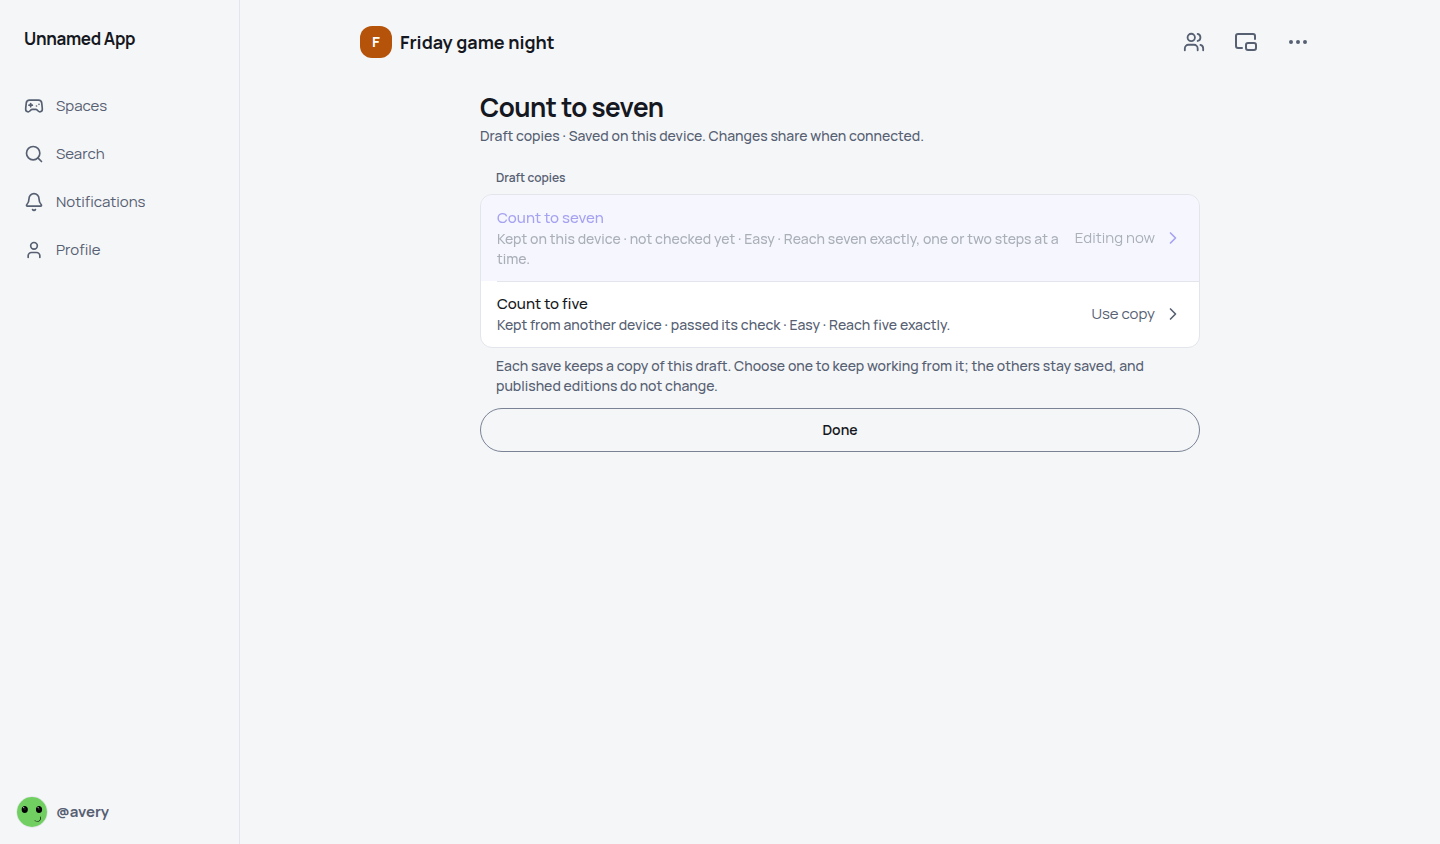 Unnamed App
Spaces
Search
Notifications
Profile
@avery
F
Friday game night
Count to seven
Draft copies · Saved on this device. Changes share when connected.
Draft copies
Count to seven
Kept on this device · not checked yet · Easy · Reach seven exactly, one or two steps at a
time.
Editing now
Count to five
Kept from another device · passed its check · Easy · Reach five exactly.
Use copy
Each save keeps a copy of this draft. Choose one to keep working from it; the others stay saved, and
published editions do not change.
Done